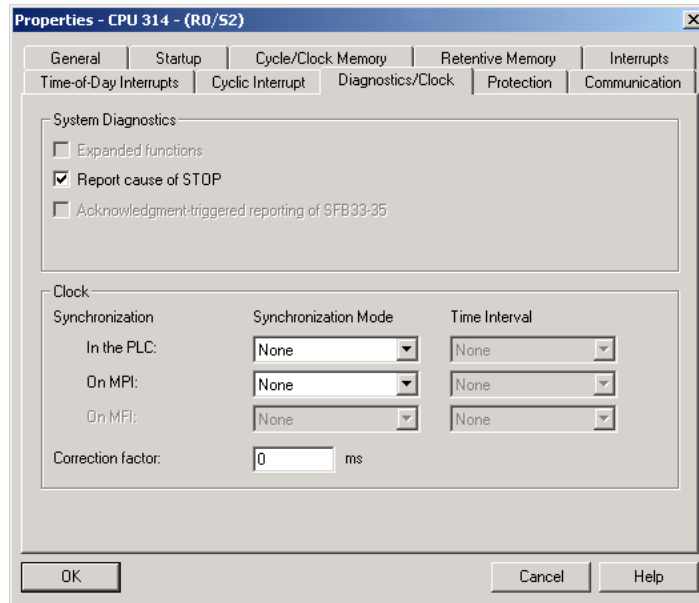 Properties - CPU 314 - (R0/S2)
General Startup Cycle/Clock Memory Retentive Memory Interrupts
Time-of-Day Interrupts Cyclic Interrupt Diagnostics/Clock Protection Communication
System Diagnostics
Expanded functions
Report cause of STOP
Acknowledgment-triggered reporting of SFB33-35
Clock
Synchronization Synchronization Mode Time Interval
In the PLC: None None
On MPI: None None
On MFI: None None
Correction factor: 0 ms
OK Cancel Help